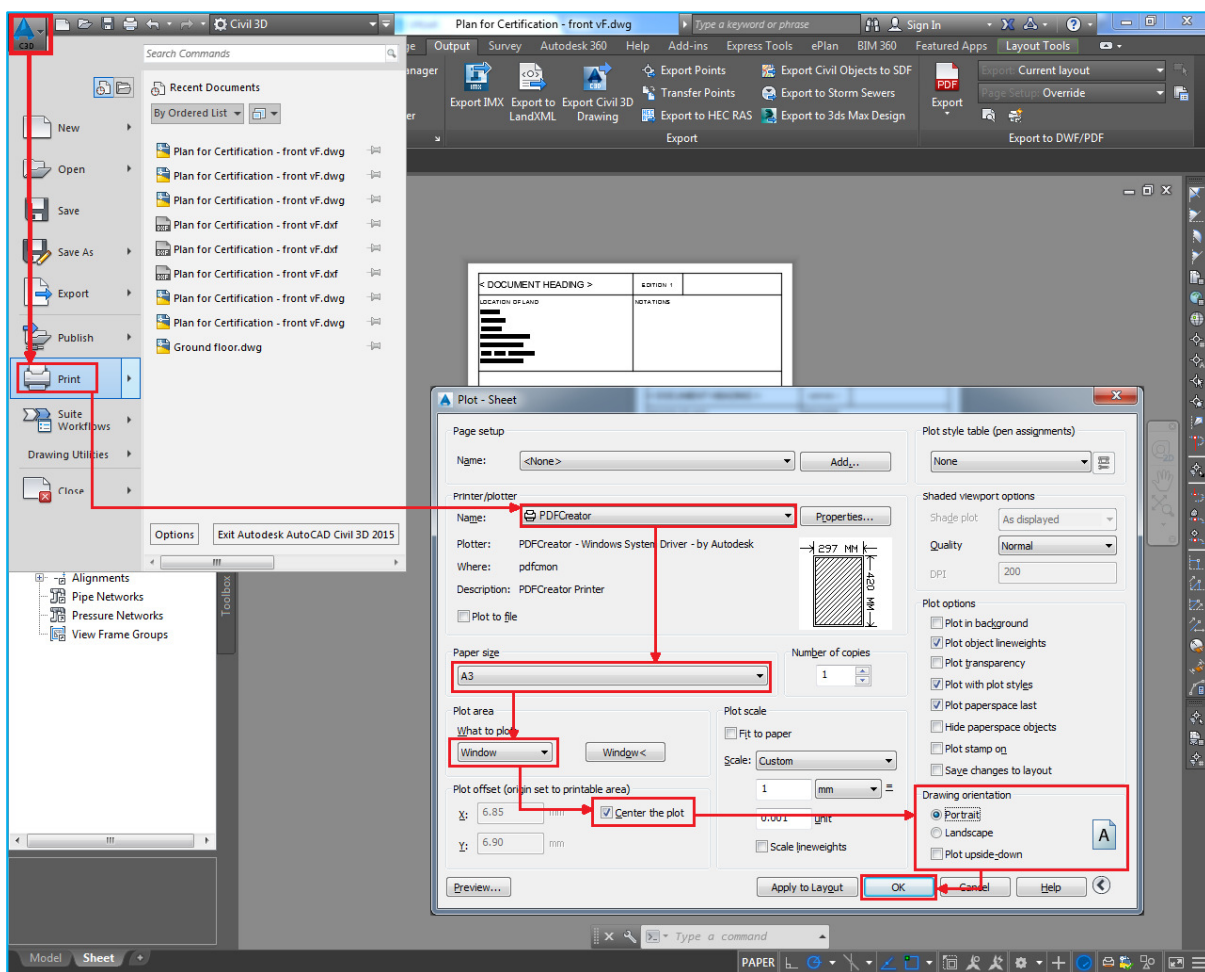 C3D
Civil 3D
Plan for Certification - front vF.dwg
Type a keyword or phrase
Sign In
Output Survey Autodesk 360 Help Add-ins Express Tools ePlan BIM 360 Featured Apps Layout Tools
Search Commands
Recent Documents
By Ordered List
New
Open
Save
Save As
Export
Publish
Print
Suite
Workflows
Drawing Utilities
Close
Plan for Certification - front vF.dwg
Plan for Certification - front vF.dwg
Plan for Certification - front vF.dwg
Plan for Certification - front vF.dxf
Plan for Certification - front vF.dxf
Plan for Certification - front vF.dxf
Plan for Certification - front vF.dwg
Plan for Certification - front vF.dwg
Ground floor.dwg
Options
Exit Autodesk AutoCAD Civil 3D 2015
Export IMX
Export to
LandXML
Export Civil 3D
Drawing
Export Points
Transfer Points
Export to HEC RAS
Export Civil Objects to SDF
Export to Storm Sewers
Export to 3ds Max Design
Export
PDF
Export
Export: Current layout
Page Setup: Override
Export to DWF/PDF
Alignments
Pipe Networks
Pressure Networks
View Frame Groups
Toolbox
< DOCUMENT HEADING >
EDITION 1
LOCATION OF LAND
NOTATIONS
Plot - Sheet
Page setup
Name: <None>
Add...
Printer/plotter
Name: PDFCreator
Properties...
Plotter: PDFCreator - Windows System Driver - by Autodesk
Where: pdfcmon
Description: PDFCreator Printer
Plot to file
297 MM
420 MM
Paper size
A3
Number of copies
1
Plot area
What to plot:
Window
Window<
Plot offset (origin set to printable area)
X: 6.85 mm
Center the plot
Y: 6.90 mm
Plot scale
Fit to paper
Scale: Custom
1 mm =
0.001 unit
Scale lineweights
Plot style table (pen assignments)
None
Shaded viewport options
Shade plot As displayed
Quality Normal
DPI 200
Plot options
Plot in background
Plot object lineweights
Plot transparency
Plot with plot styles
Plot paperspace last
Hide paperspace objects
Plot stamp on
Save changes to layout
Drawing orientation
Portrait
Landscape
Plot upside-down
A
Preview...
Apply to Layout
OK
Cancel
Help
Type a command
Model Sheet
PAPER